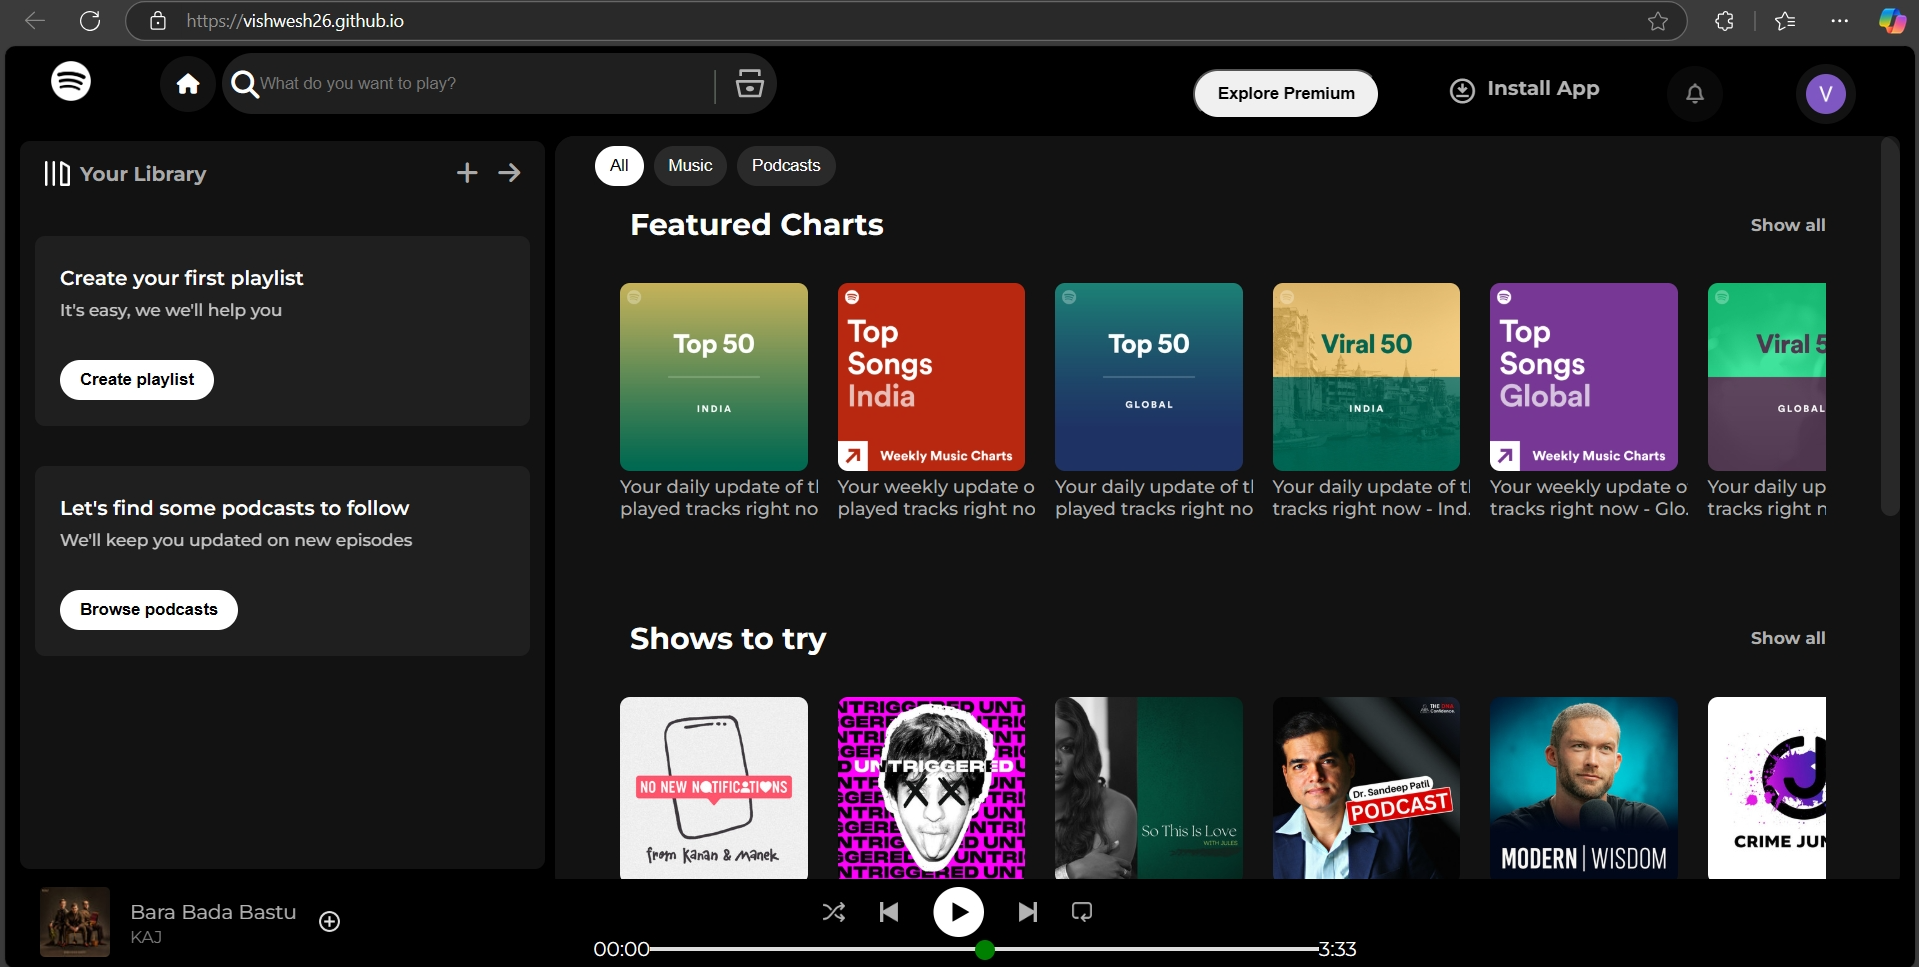 https://vishwesh26.github.io
What do you want to play?
Explore Premium
Install App
V
Your Library
All
Music
Podcasts
Create your first playlist
It's easy, we we'll help you
Create playlist
Let's find some podcasts to follow
We'll keep you updated on new episodes
Browse podcasts
Featured Charts
Show all
Top 50
INDIA
Top
Songs
India
Weekly Music Charts
Top 50
GLOBAL
Viral 50
INDIA
Top
Songs
Global
Weekly Music Charts
Viral 5
GLOBAL
Your daily update of t
played tracks right no
Your weekly update o
played tracks right no
Your daily update of t
played tracks right no
Your daily update of t
tracks right now - Ind.
Your weekly update o
tracks right now - Glo.
Your daily up
tracks right n
Shows to try
Show all
NO NEW NOTIFICATIONS
from Kanan & Manek
UNTRIGGERED
So This Is Love
WITH JULES
THE DNA
Confidence.
Dr. Sandeep Patil
PODCAST
MODERN | WISDOM
CRIME JUN
Bara Bada Bastu
KAJ
00:00
3:33